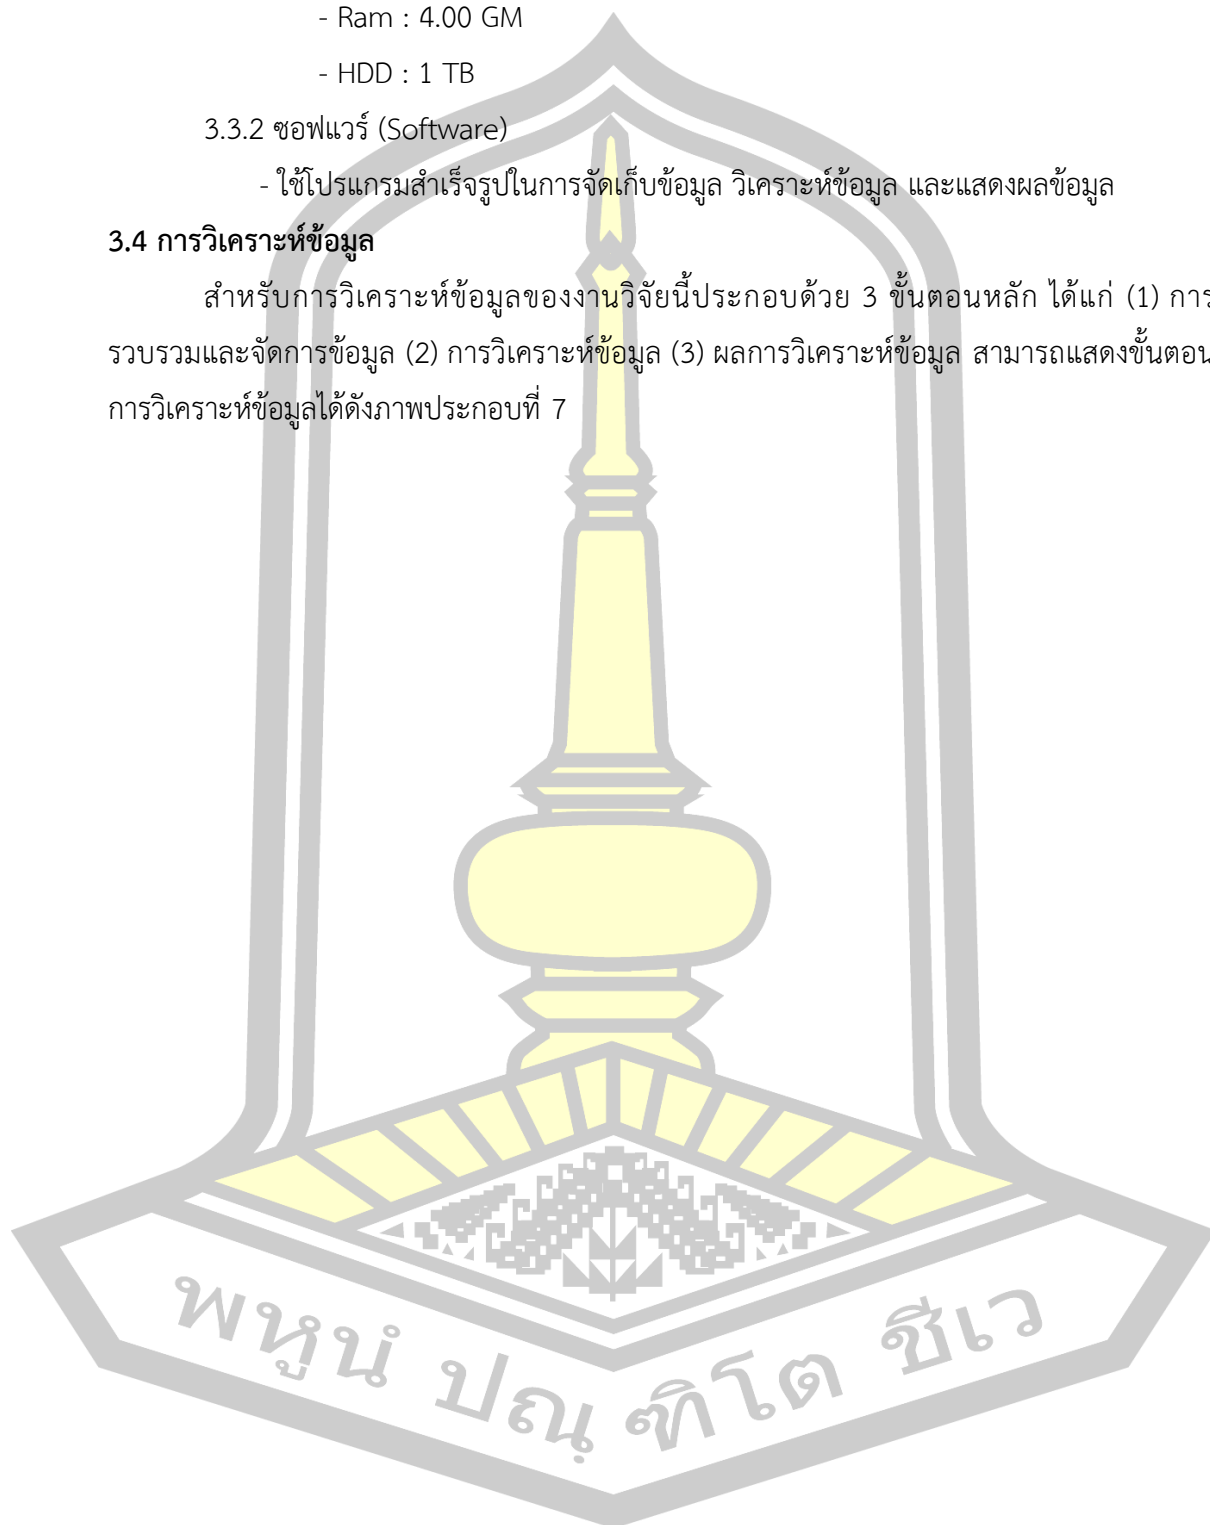 - Ram : 4.00 GM
- HDD : 1 TB
3.3.2 ซอฟแวร์ (Software)
- ใช้โปรแกรมสำเร็จรูปในการจัดเก็บข้อมูล วิเคราะห์ข้อมูล และแสดงผลข้อมูล
3.4 การวิเคราะห์ข้อมูล
สำหรับการวิเคราะห์ข้อมูลของงานวิจัยนี้ประกอบด้วย 3 ขั้นตอนหลัก ได้แก่ (1) การ
รวบรวมและจัดการข้อมูล (2) การวิเคราะห์ข้อมูล (3) ผลการวิเคราะห์ข้อมูล สามารถแสดงขั้นตอน
การวิเคราะห์ข้อมูลได้ดังภาพประกอบที่ 7
พหูนํ ปณฺฑิโต ชีเว